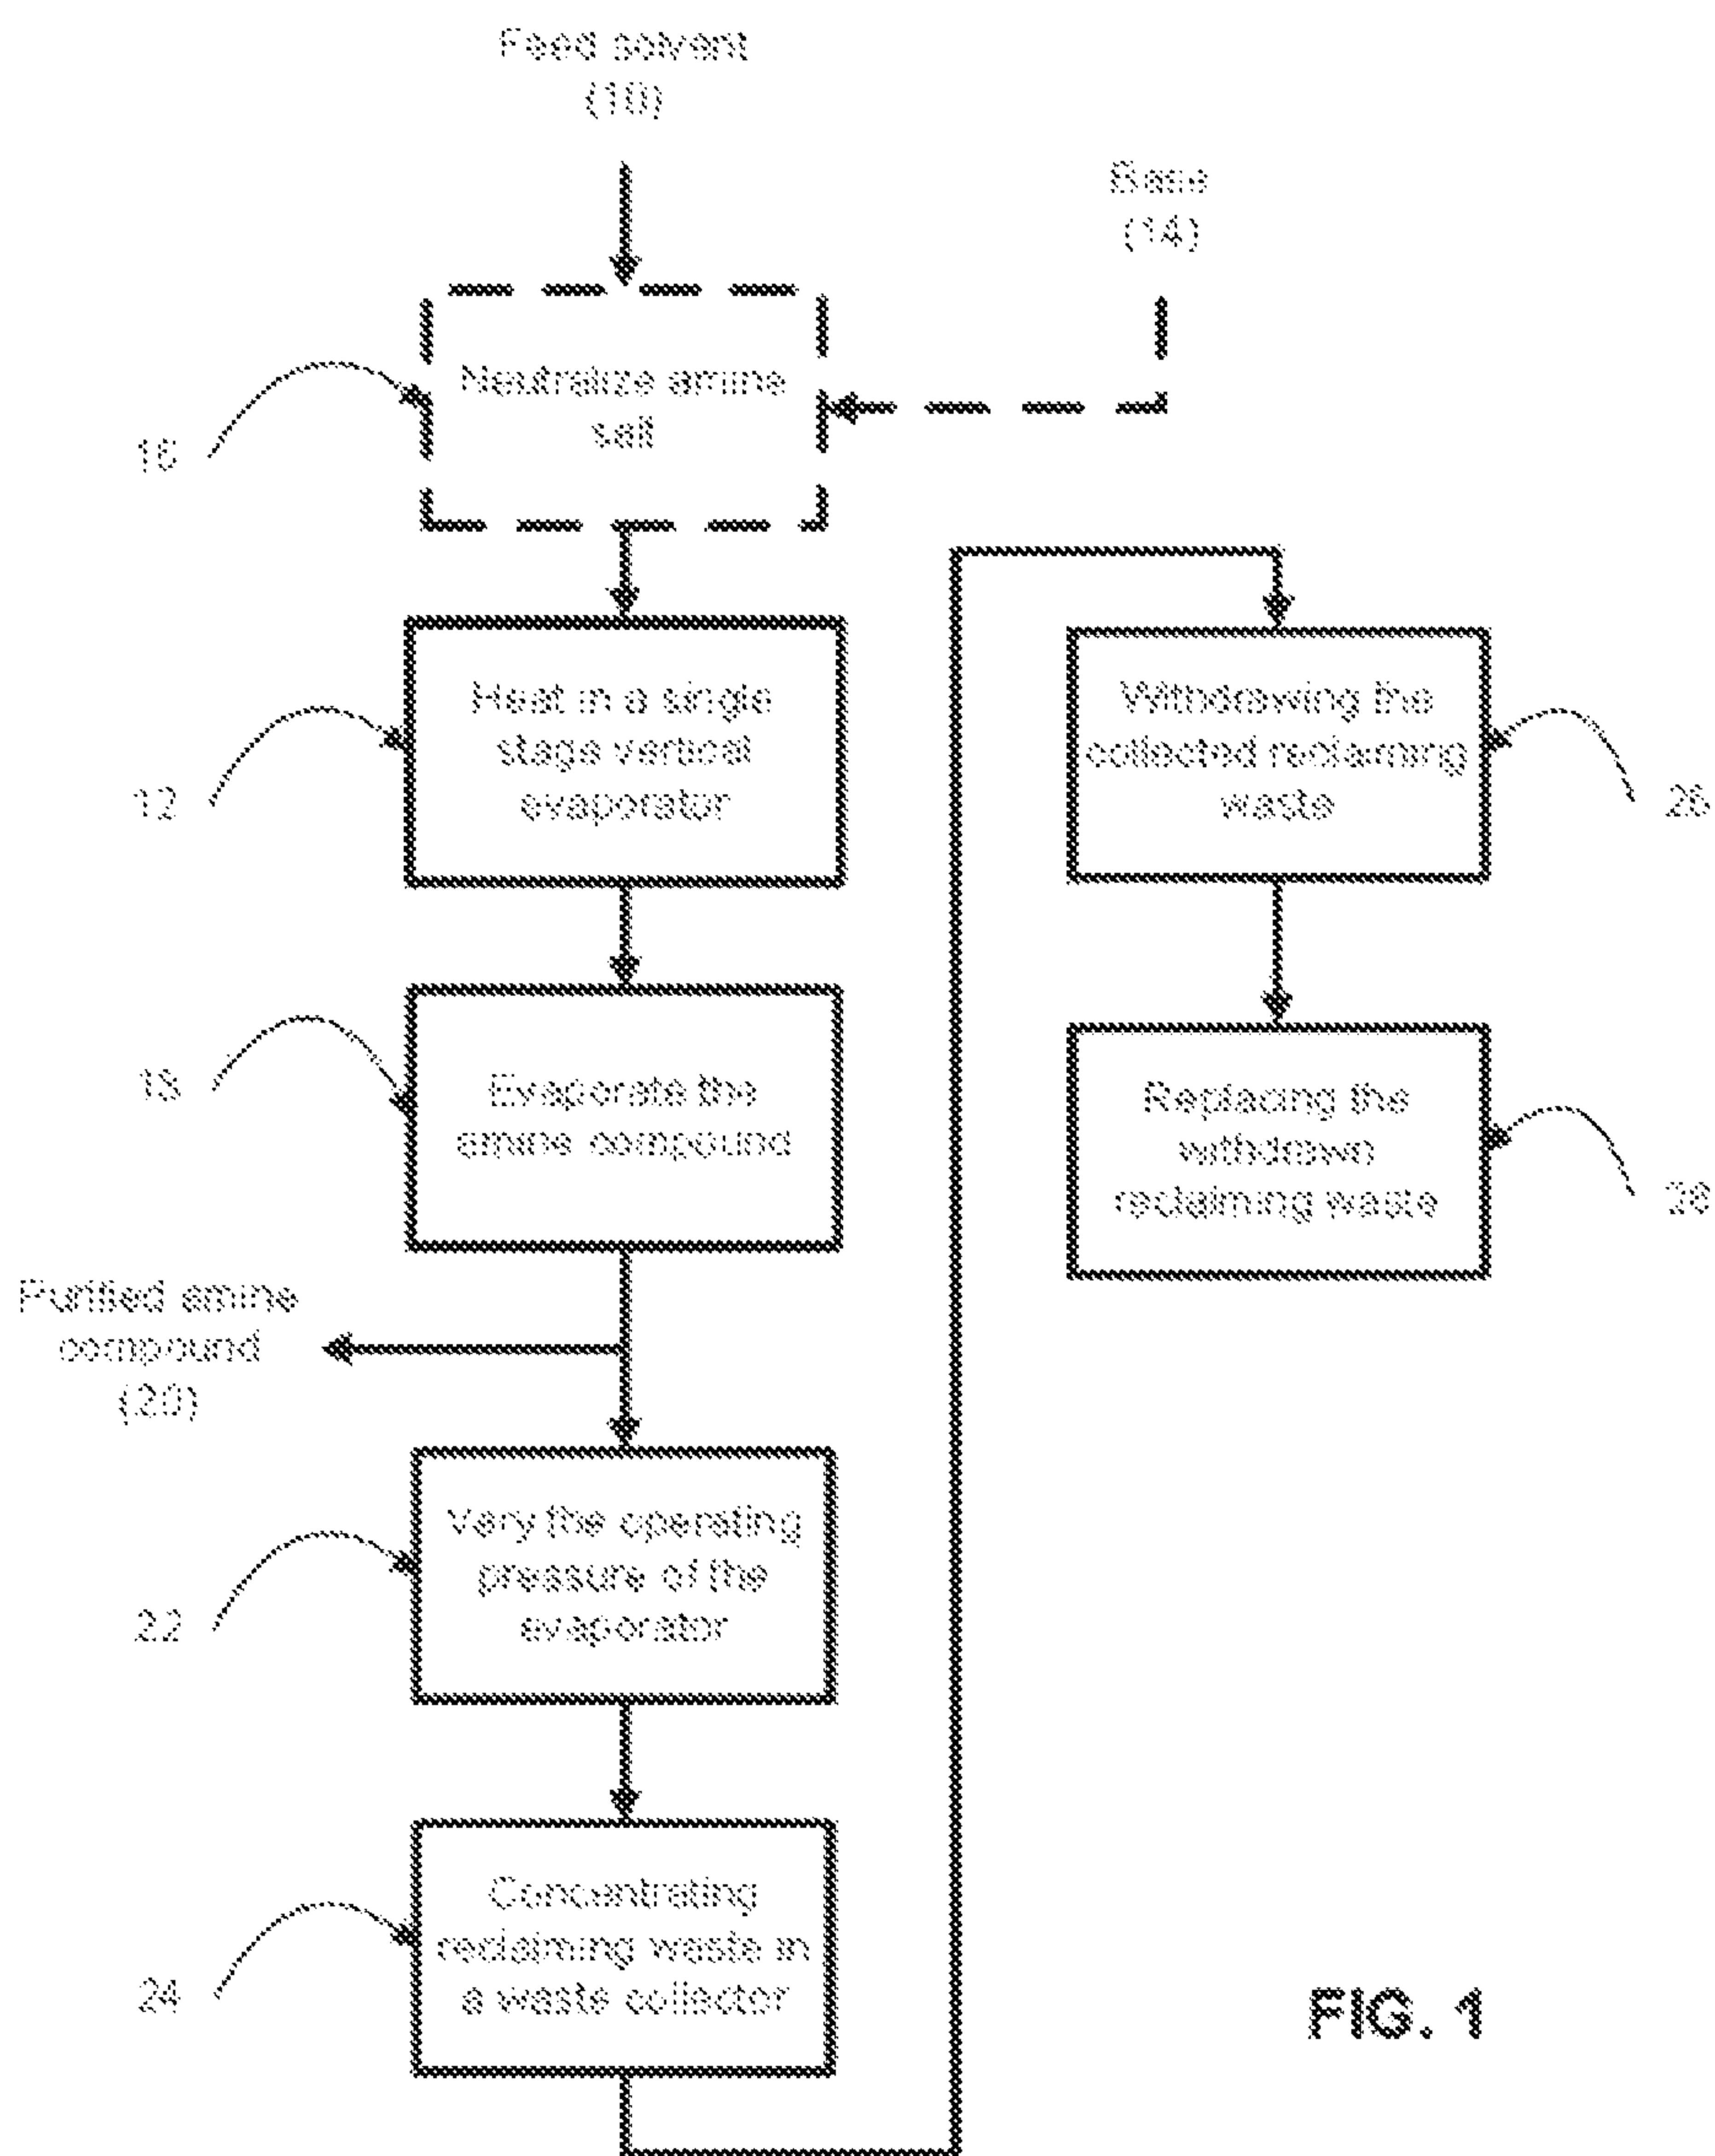 Feed solvent
(10)
Base
(14)
Neutralize amine
salt
16
Heat in a single
stage vertical
evaporator
12
Withdrawing the
collected reclaiming
waste
26
Evaporate the
amine compound
18
Replacing the
withdrawn
reclaiming waste
28
Purified amine
compound
(20)
Vary the operating
pressure of the
evaporator
22
Concentrating
reclaiming waste in
a waste collector
24
FIG. 1